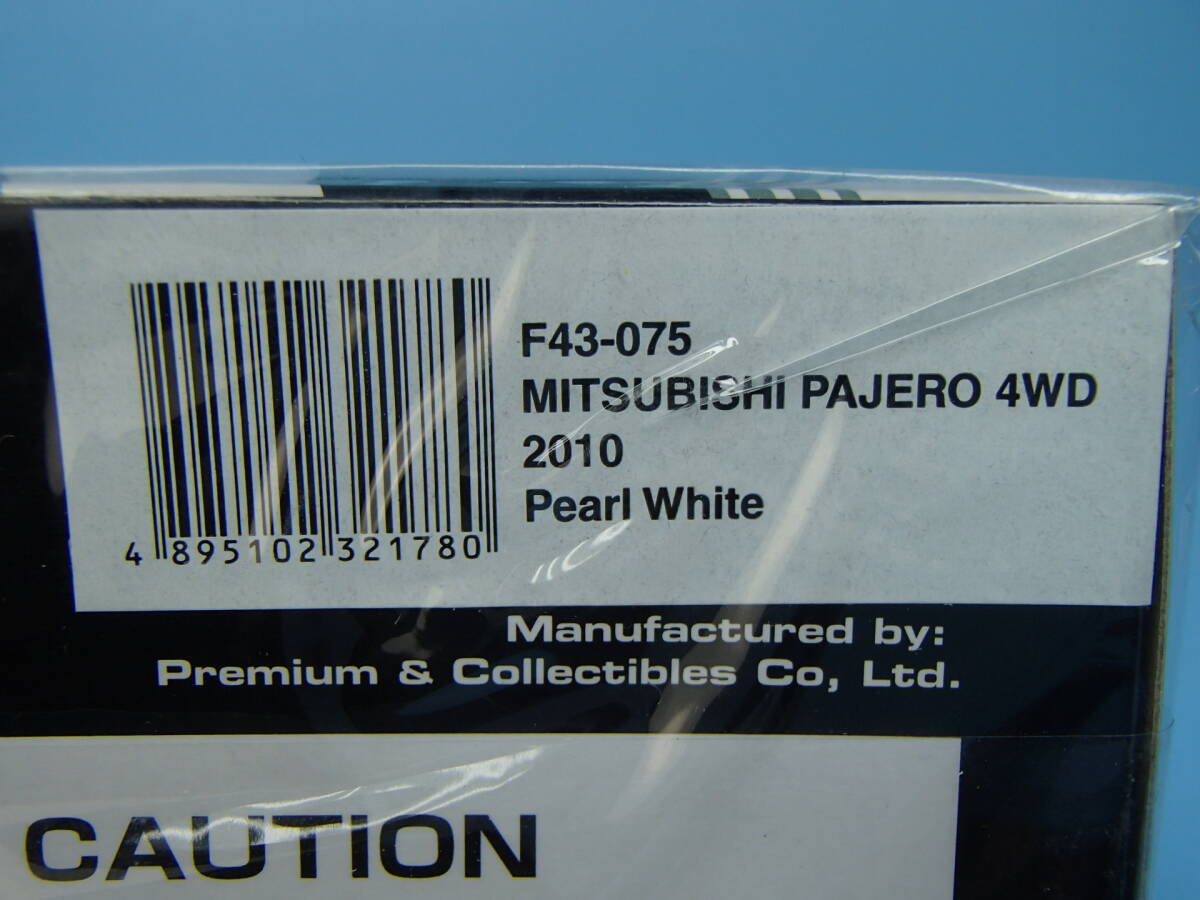 F43-075
MITSUBISHI PAJERO 4WD
2010
Pearl White
4 895102 321780
Manufactured by:
Premium & Collectibles Co, Ltd.
CAUTION